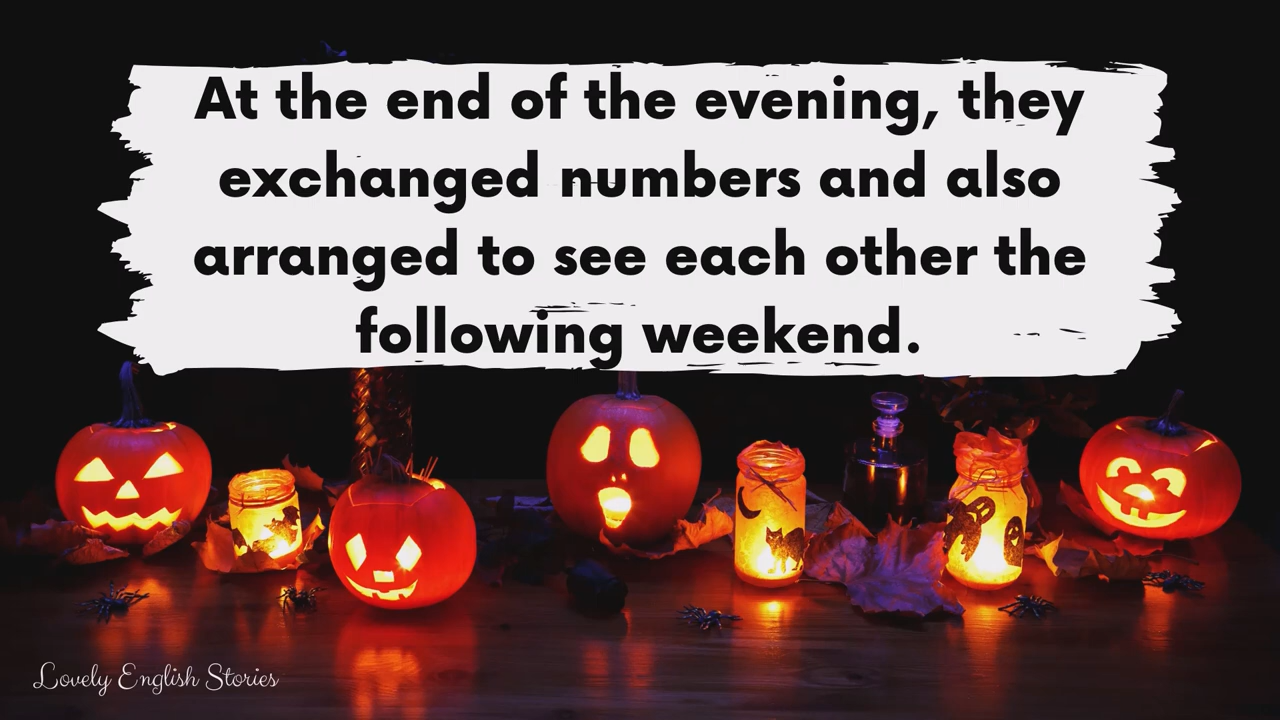 At the end of the evening, they
exchanged numbers and also
arranged to see each other the
following weekend.
Lovely English Stories